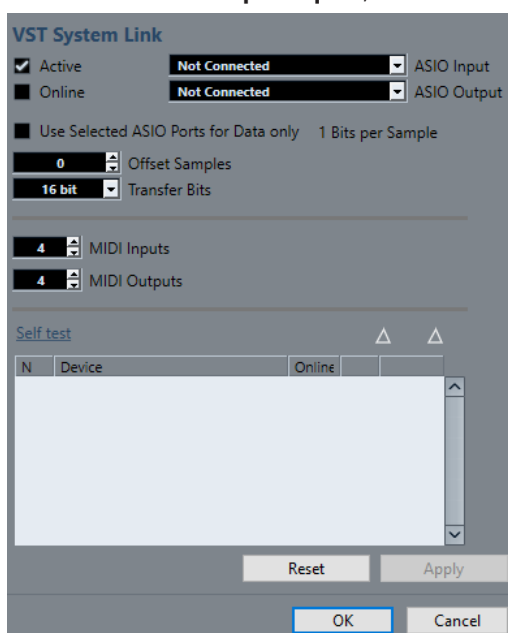 VST System Link
Active Not Connected ASIO Input
Online Not Connected ASIO Output
Use Selected ASIO Ports for Data only 1 Bits per Sample
0 Offset Samples
16 bit Transfer Bits
4 MIDI Inputs
4 MIDI Outputs
Self test
N Device Online
Reset Apply
OK Cancel